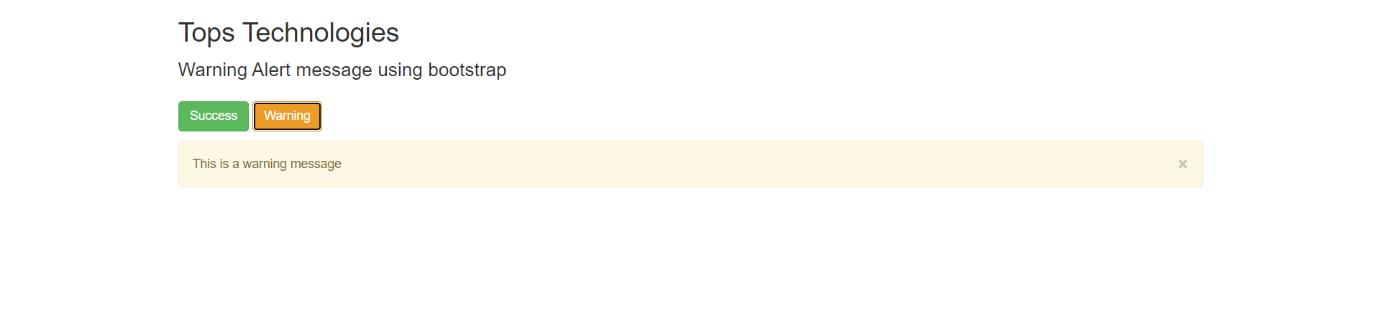 Tops Technologies
Warning Alert message using bootstrap
Success Warning
This is a warning message ×